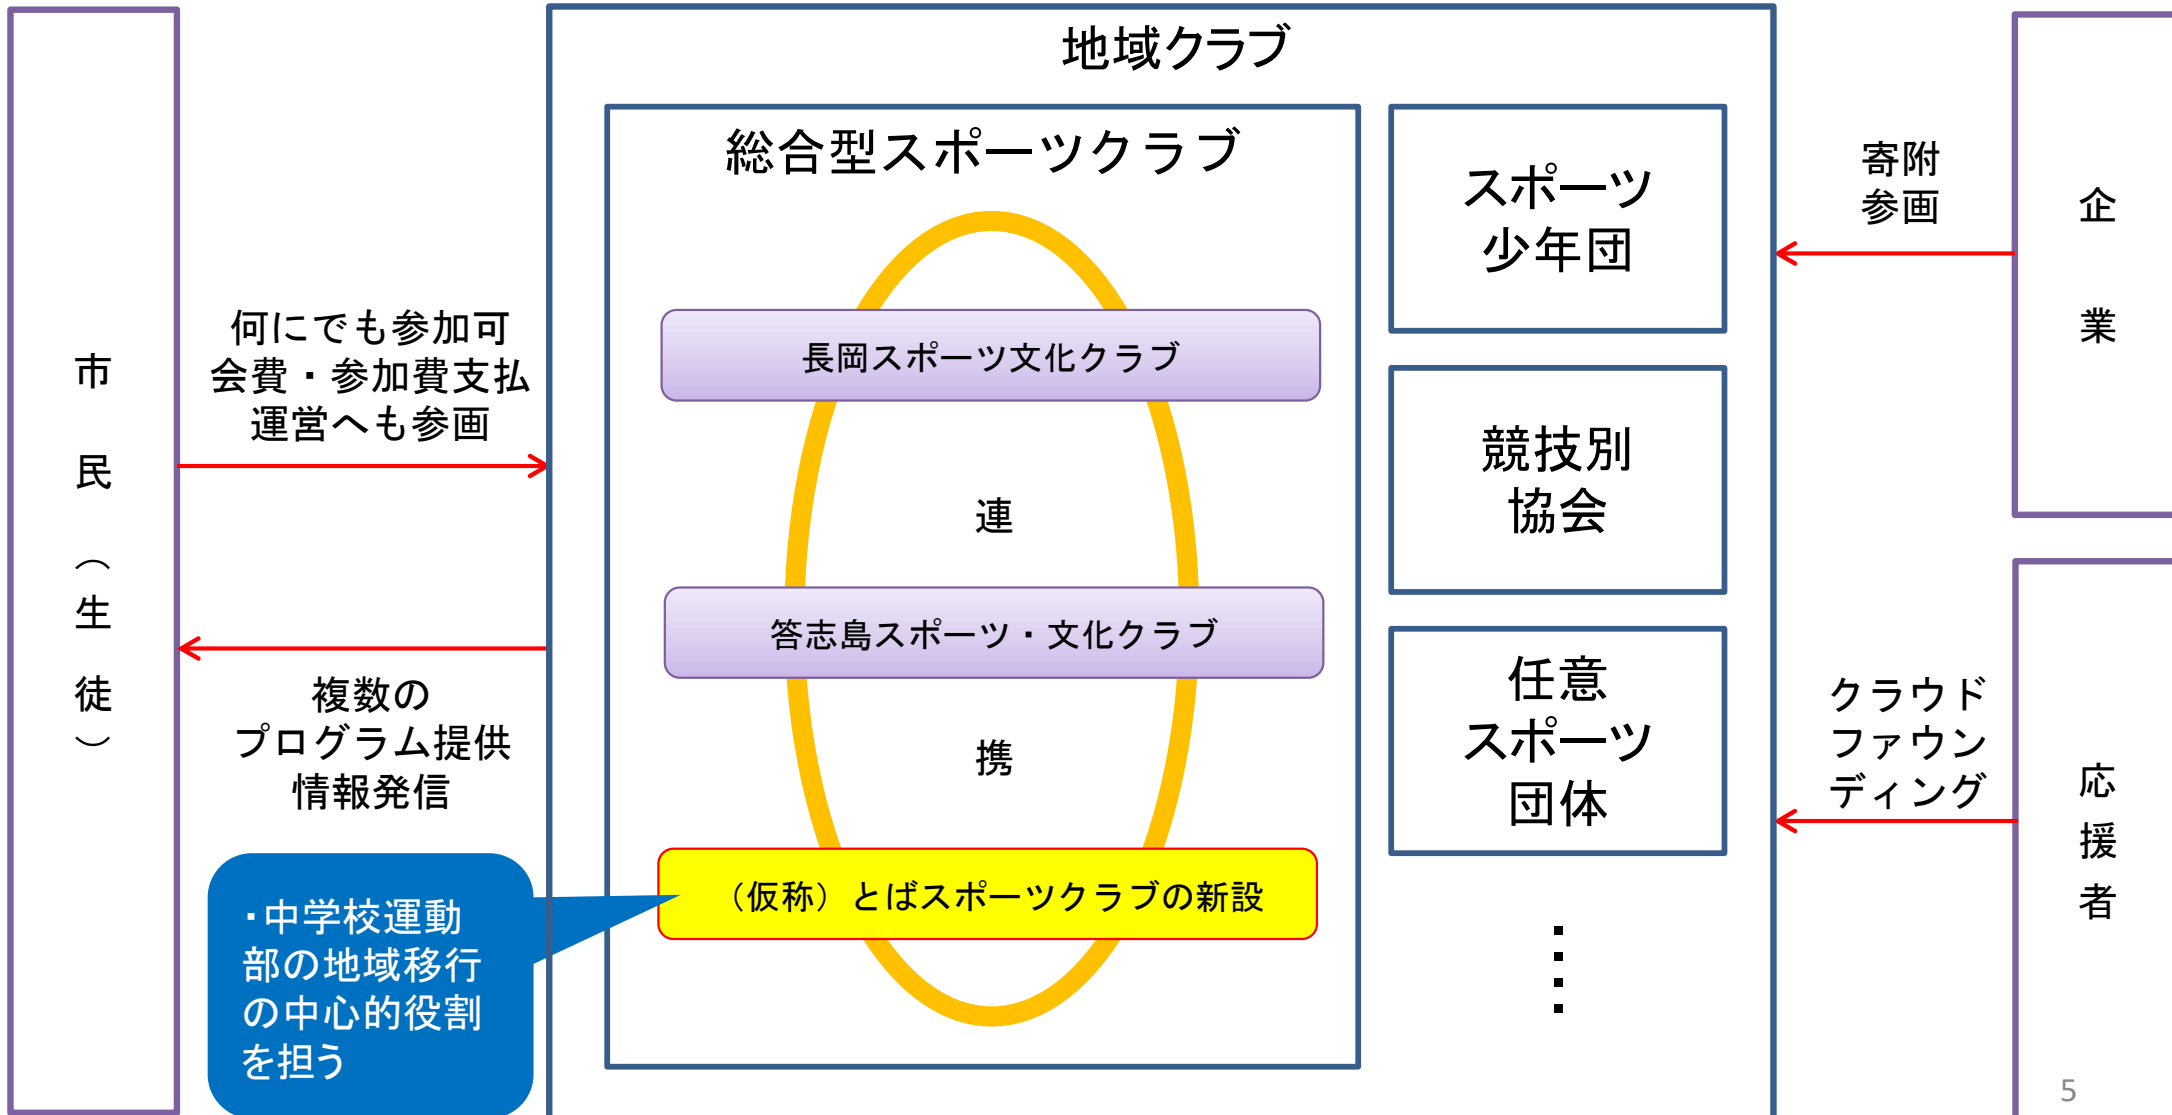 市民（生徒）
何にでも参加可
会費・参加費支払
運営へも参画
複数の
プログラム提供
情報発信
・中学校運動
部の地域移行
の中心的役割
を担う
地域クラブ
総合型スポーツクラブ
長岡スポーツ文化クラブ
連
答志島スポーツ・文化クラブ
携
（仮称）とばスポーツクラブの新設
スポーツ
少年団
競技別
協会
任意
スポーツ
団体
寄附
参画
企業
クラウド
ファウン
ディング
応援者
5